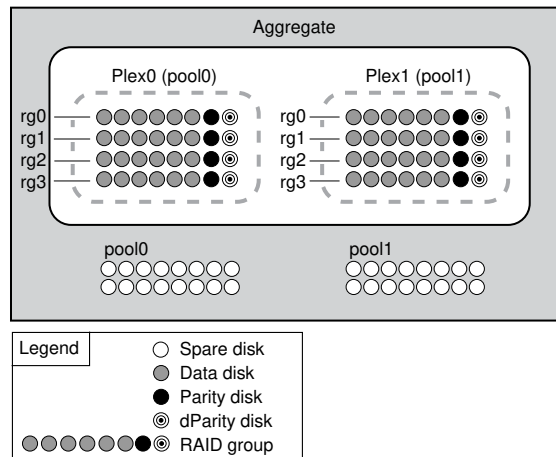 Aggregate
Plex0 (pool0)
Plex1 (pool1)
rg0
rg1
rg2
rg3
rg0
rg1
rg2
rg3
pool0
pool1
Legend
Spare disk
Data disk
Parity disk
dParity disk
RAID group